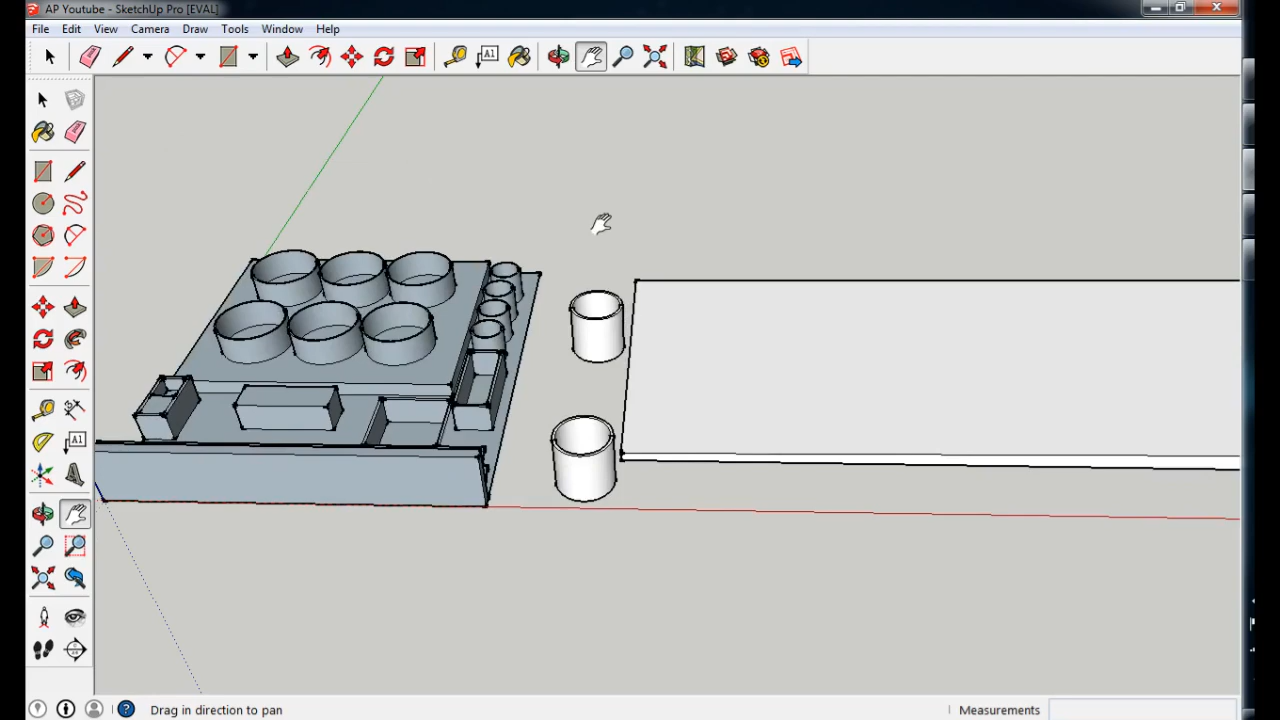 AP Youtube - SketchUp Pro [EVAL]
File Edit View Camera Draw Tools Window Help
A1
A1
Drag in direction to pan
Measurements